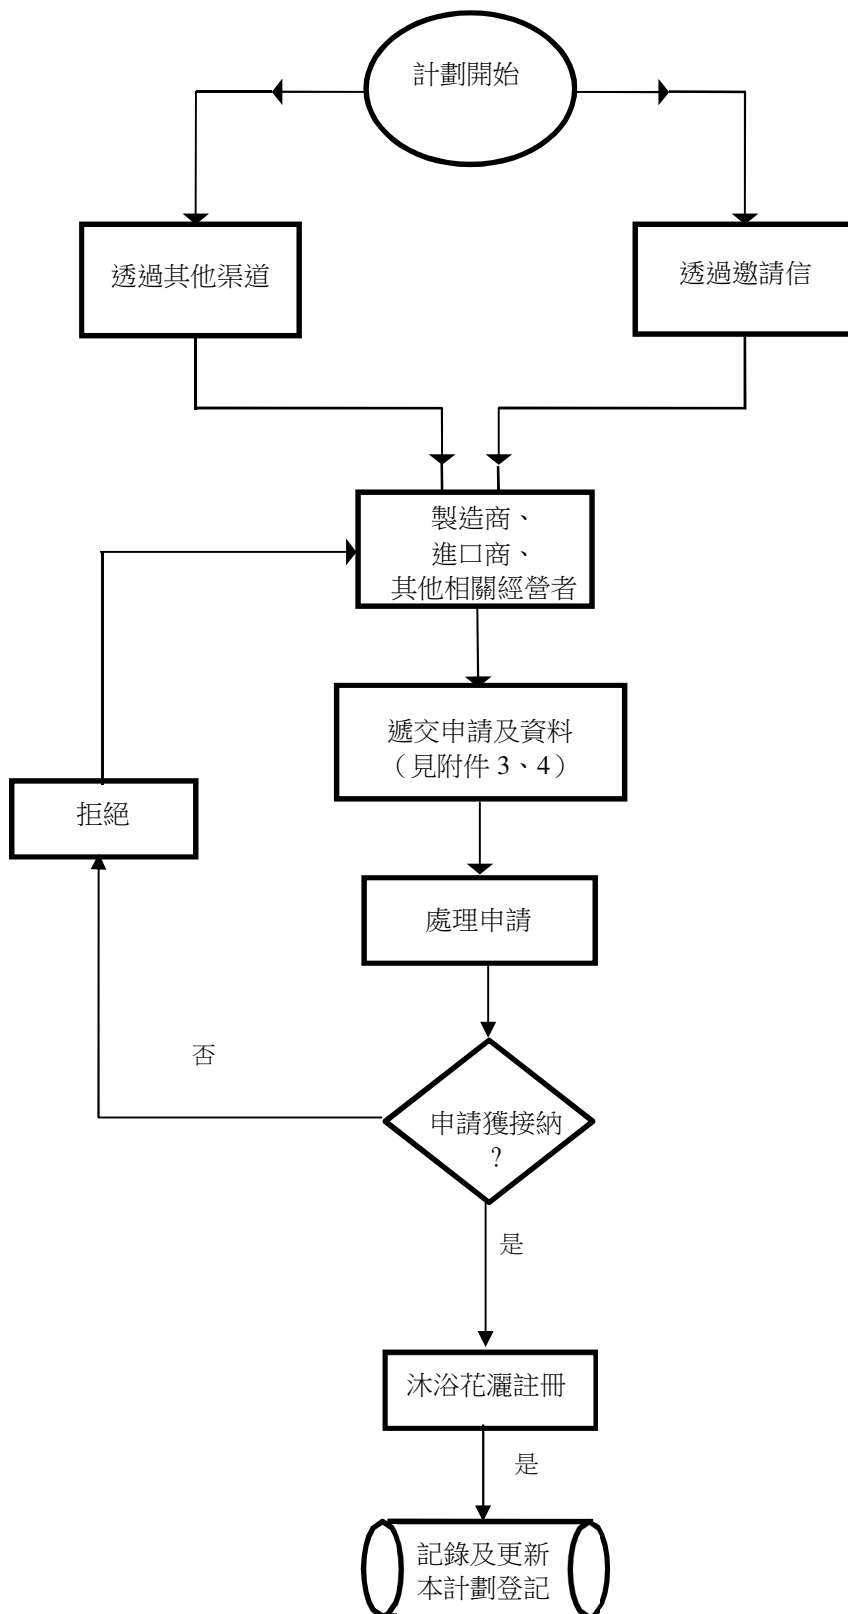 計劃開始
透過其他渠道
透過邀請信
製造商、
進口商、
其他相關經營者
遞交申請及資料
（見附件 3、4）
拒絕
處理申請
否
申請獲接納
?
是
沐浴花灑註冊
是
記錄及更新
本計劃登記